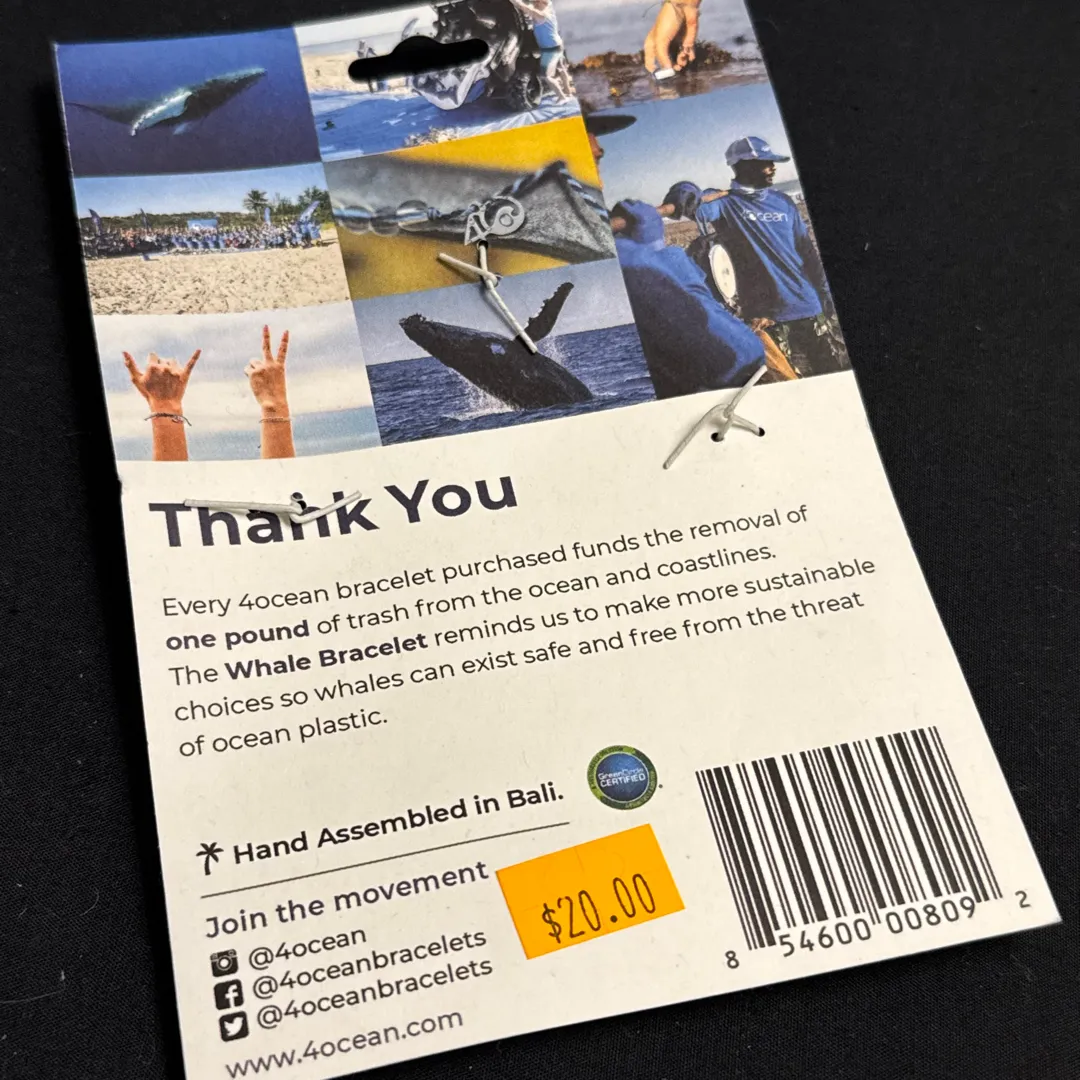 4ocean
Thank You
Every 4ocean bracelet purchased funds the removal of
one pound of trash from the ocean and coastlines.
The Whale Bracelet reminds us to make more sustainable
choices so whales can exist safe and free from the threat
of ocean plastic.
GreenCircle
CERTIFIED
Hand Assembled in Bali.
$20.00
Join the movement
@4ocean
@4oceanbracelets
@4oceanbracelets
www.4ocean.com
8 54600 00809 2